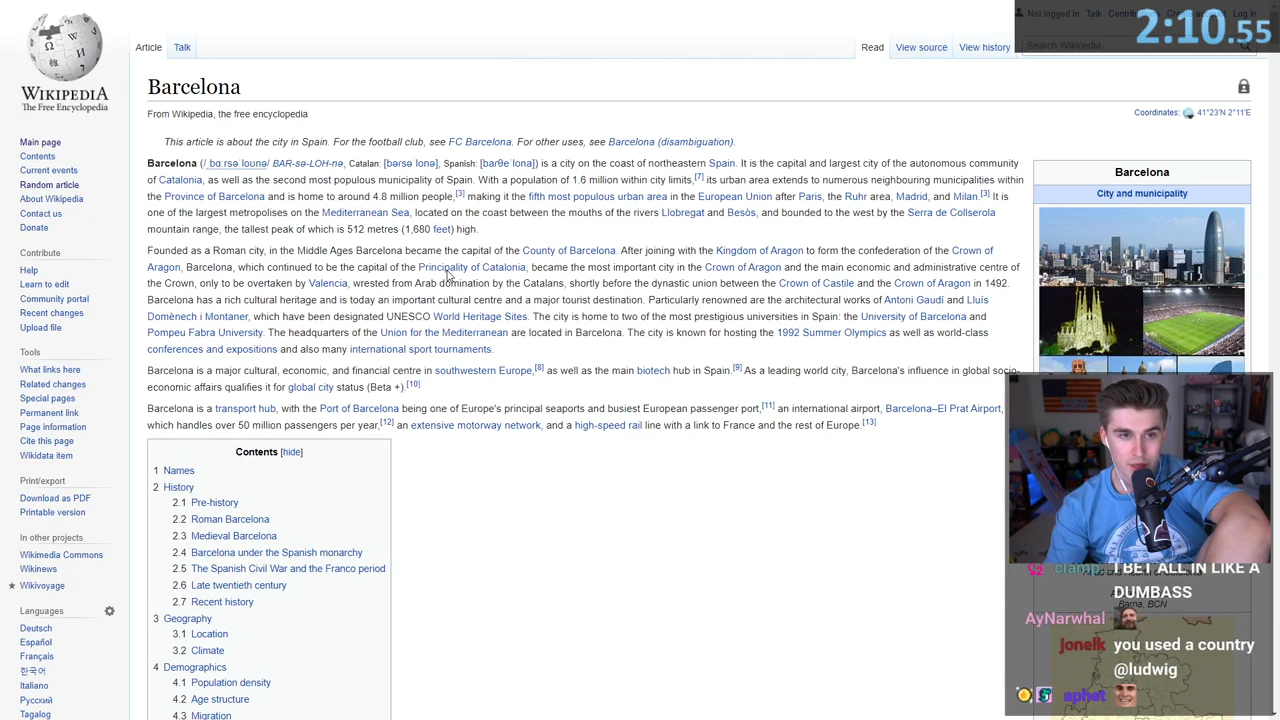 WIKIPEDIA
The Free Encyclopedia
Main page
Contents
Current events
Random article
About Wikipedia
Contact us
Donate
Contribute
Help
Learn to edit
Community portal
Recent changes
Upload file
Tools
What links here
Related changes
Special pages
Permanent link
Page information
Cite this page
Wikidata item
Print/export
Download as PDF
Printable version
In other projects
Wikimedia Commons
Wikinews
Wikivoyage
Languages
Deutsch
Español
Français
한국어
Italiano
Русский
Tagalog
Not logged in Talk
2:10.55
Article Talk
Read View source View history
Search Wikipedia
Barcelona
From Wikipedia, the free encyclopedia
Coordinates: 41°23′N 2°11′E
This article is about the city in Spain. For the football club, see FC Barcelona. For other uses, see Barcelona (disambiguation).
Barcelona (/ˌbɑːrsəˈloʊnə/ BAR-sə-LOH-nə, Catalan: [bəɾsəˈlonə], Spanish: [baɾθeˈlona]) is a city on the coast of northeastern Spain. It is the capital and largest city of the autonomous community
of Catalonia, as well as the second most populous municipality of Spain. With a population of 1.6 million within city limits,[7] its urban area extends to numerous neighbouring municipalities within
the Province of Barcelona and is home to around 4.8 million people,[3] making it the fifth most populous urban area in the European Union after Paris, the Ruhr area, Madrid, and Milan.[3] It is
one of the largest metropolises on the Mediterranean Sea, located on the coast between the mouths of the rivers Llobregat and Besòs, and bounded to the west by the Serra de Collserola
mountain range, the tallest peak of which is 512 metres (1,680 feet) high.
Founded as a Roman city, in the Middle Ages Barcelona became the capital of the County of Barcelona. After joining with the Kingdom of Aragon to form the confederation of the Crown of
Aragon, Barcelona, which continued to be the capital of the Principality of Catalonia, became the most important city in the Crown of Aragon and the main economic and administrative centre of
the Crown, only to be overtaken by Valencia, wrested from Arab domination by the Catalans, shortly before the dynastic union between the Crown of Castile and the Crown of Aragon in 1492.
Barcelona has a rich cultural heritage and is today an important cultural centre and a major tourist destination. Particularly renowned are the architectural works of Antoni Gaudí and Lluís
Domènech i Montaner, which have been designated UNESCO World Heritage Sites. The city is home to two of the most prestigious universities in Spain: the University of Barcelona and
Pompeu Fabra University. The headquarters of the Union for the Mediterranean are located in Barcelona. The city is known for hosting the 1992 Summer Olympics as well as world-class
conferences and expositions and also many international sport tournaments.
Barcelona is a major cultural, economic, and financial centre in southwestern Europe,[8] as well as the main biotech hub in Spain.[9] As a leading world city, Barcelona's influence in global socio-
economic affairs qualifies it for global city status (Beta +).[10]
Barcelona is a transport hub, with the Port of Barcelona being one of Europe's principal seaports and busiest European passenger port,[11] an international airport, Barcelona–El Prat Airport,
which handles over 50 million passengers per year,[12] an extensive motorway network, and a high-speed rail line with a link to France and the rest of Europe.[13]
Contents [hide]
1 Names
2 History
2.1 Pre-history
2.2 Roman Barcelona
2.3 Medieval Barcelona
2.4 Barcelona under the Spanish monarchy
2.5 The Spanish Civil War and the Franco period
2.6 Late twentieth century
2.7 Recent history
3 Geography
3.1 Location
3.2 Climate
4 Demographics
4.1 Population density
4.2 Age structure
4.3 Migration
Barcelona
City and municipality
clamp: I BET ALL IN LIKE A
DUMBASS
AyNarwhal
jonelk you used a country
@ludwig
aphet